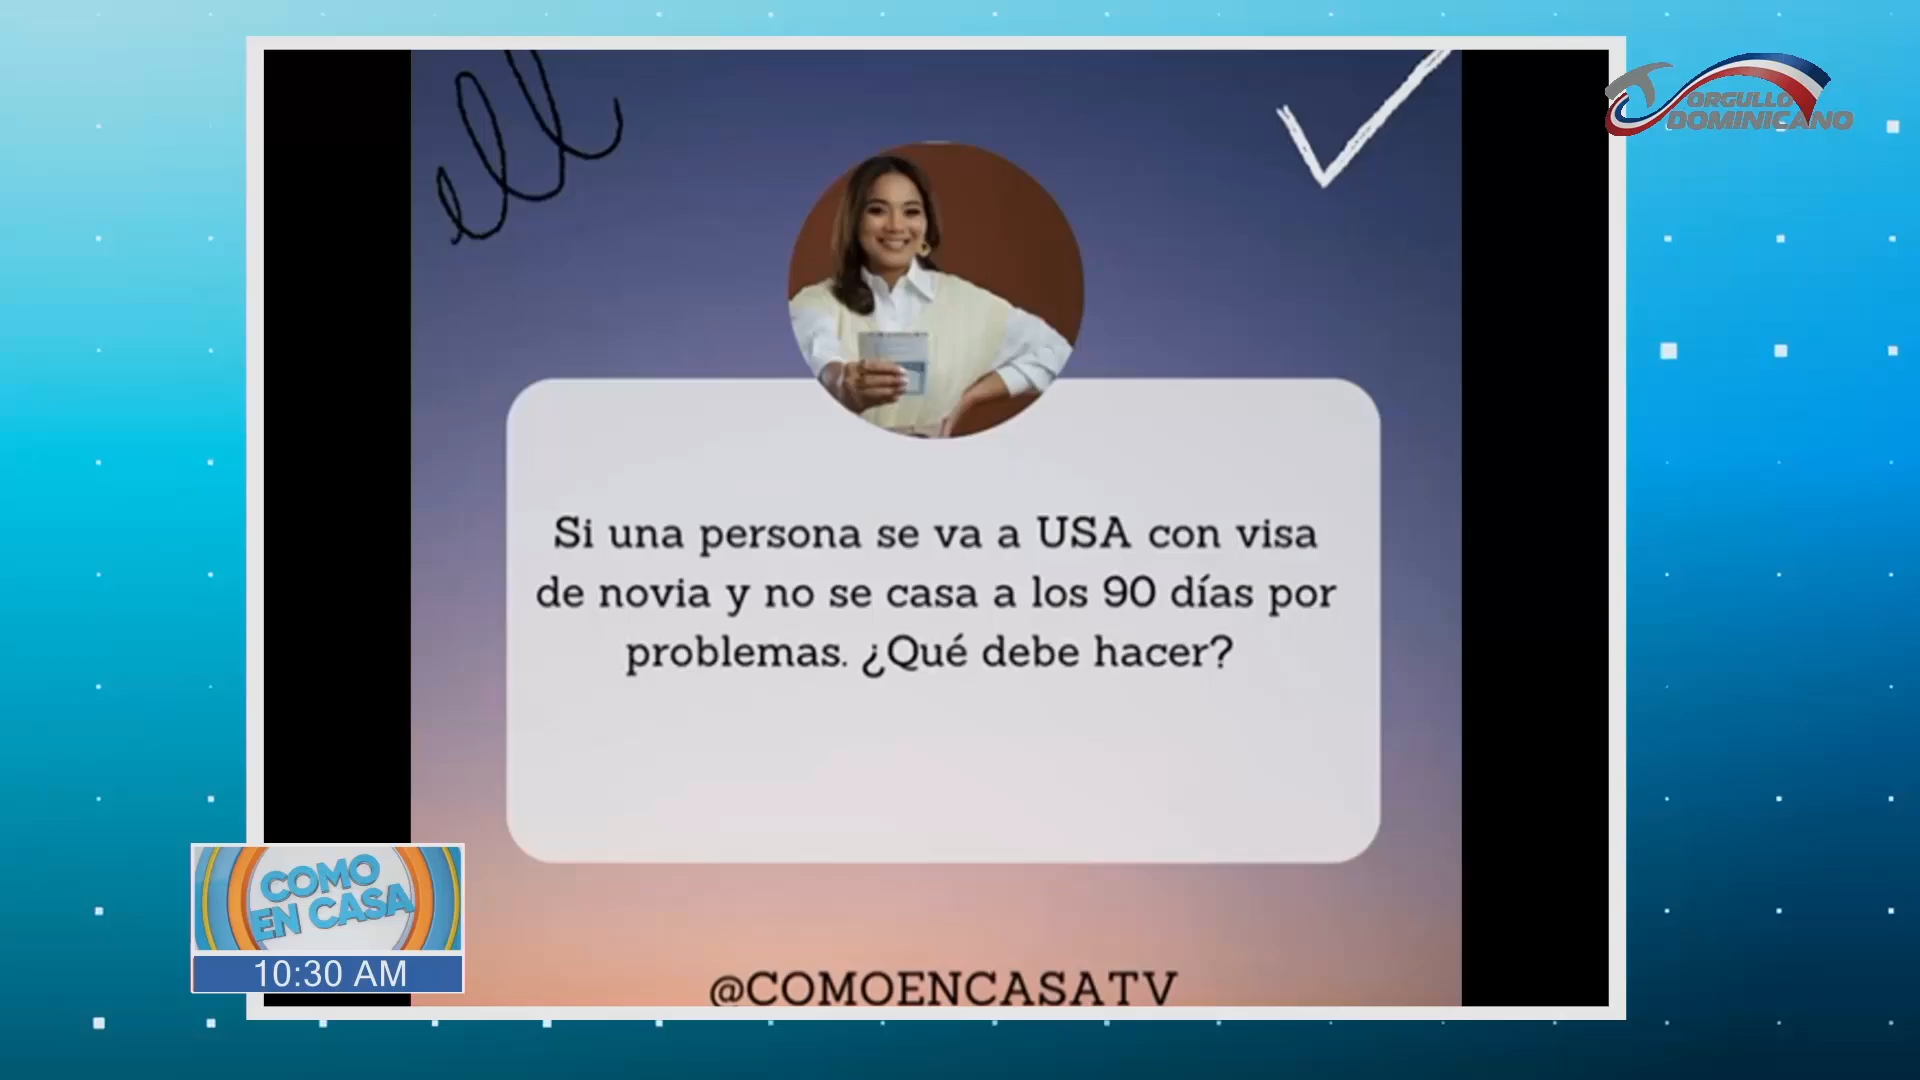 ORGULLO
DOMINICANO
Si una persona se va a USA con visa
de novia y no se casa a los 90 días por
problemas. ¿Qué debe hacer?
COMO
EN CASA
10:30 AM
@COMOENCASATV